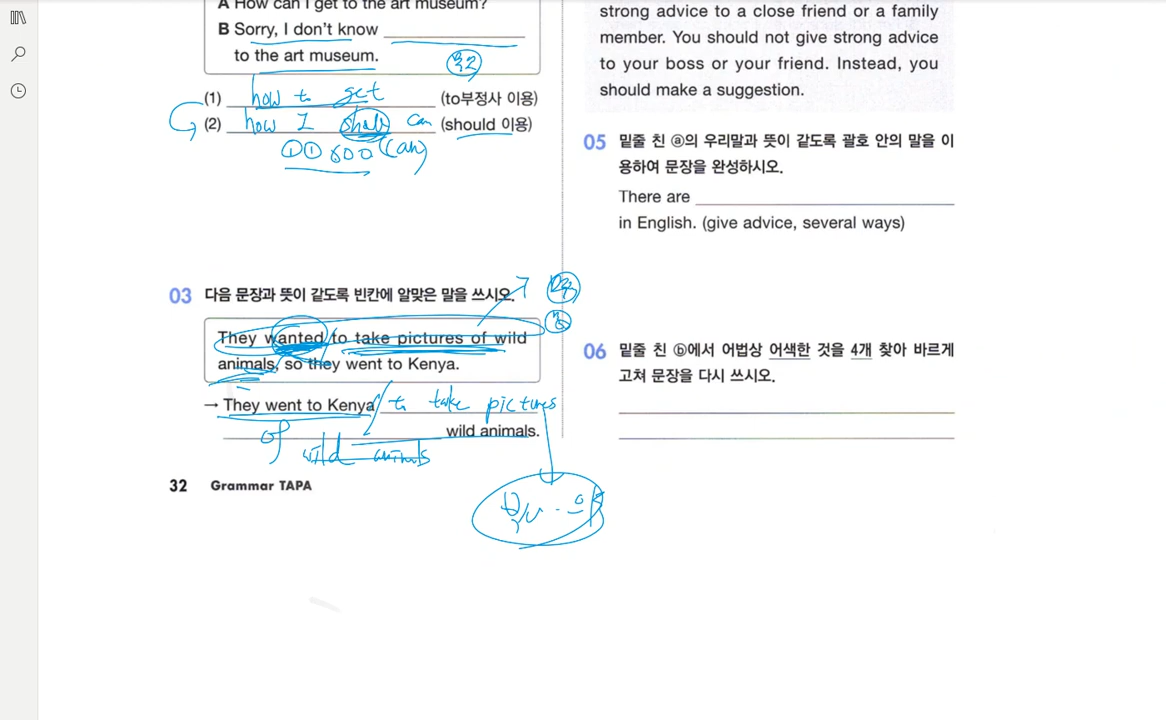 A How can I get to the art museum?
B Sorry, I don't know
to the art museum.
(1) how to get (to부정사 이용)
(2) how I should can (should 이용)
(can)
03 다음 문장과 뜻이 같도록 빈칸에 알맞은 말을 쓰시오.
They wanted to take pictures of wild
animals, so they went to Kenya.
→ They went to Kenya to take pictures
of wild animals.
wild animals
32 Grammar TAPA
strong advice to a close friend or a family
member. You should not give strong advice
to your boss or your friend. Instead, you
should make a suggestion.
05 밑줄 친 ⓐ의 우리말과 뜻이 같도록 괄호 안의 말을 이
용하여 문장을 완성하시오.
There are
in English. (give advice, several ways)
06 밑줄 친 ⓑ에서 어법상 어색한 것을 4개 찾아 바르게
고쳐 문장을 다시 쓰시오.